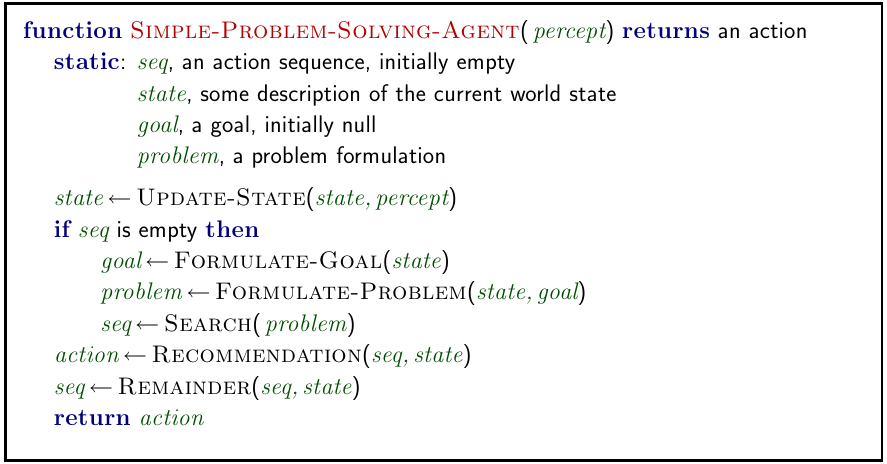 function SIMPLE-PROBLEM-SOLVING-AGENT( percept) returns an action
static: seq, an action sequence, initially empty
state, some description of the current world state
goal, a goal, initially null
problem, a problem formulation
state ← UPDATE-STATE(state, percept)
if seq is empty then
goal ← FORMULATE-GOAL(state)
problem ← FORMULATE-PROBLEM(state, goal)
seq ← SEARCH( problem)
action ← RECOMMENDATION(seq, state)
seq ← REMAINDER(seq, state)
return action